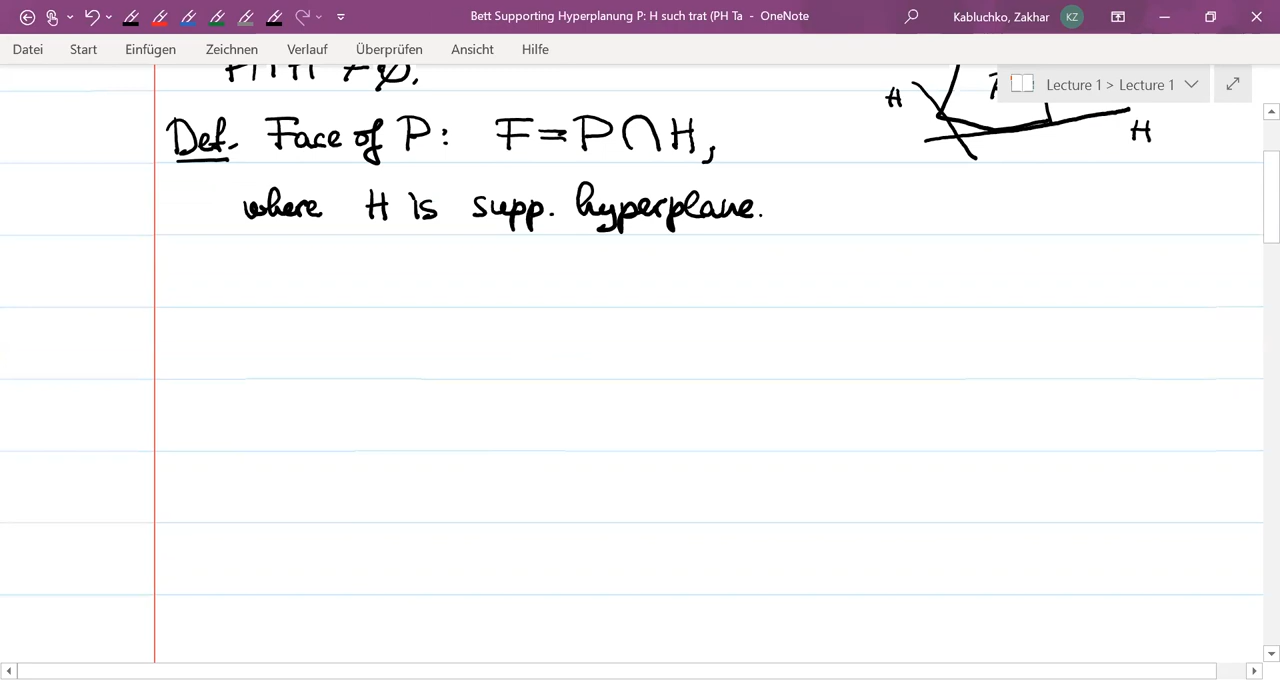 Bett Supporting Hyperplanung P: H such trat (PH Ta - OneNote
Kabluchko, Zakhar KZ
Datei Start Einfügen Zeichnen Verlauf Überprüfen Ansicht Hilfe
Lecture 1 > Lecture 1
P∩H ≠ ∅.
H
H
Def. Face of P: F = P∩H,
where H is supp. hyperplane.